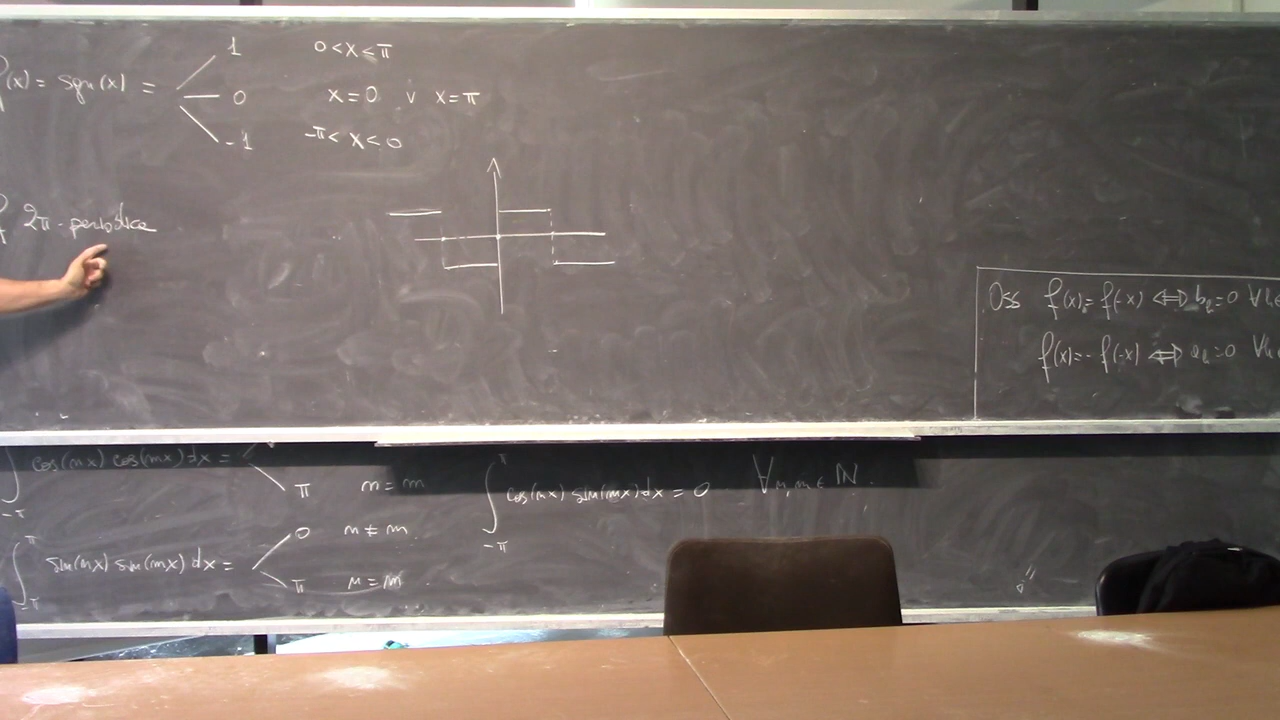 f(x) = sgn(x) =
1 0 < x ≤ π
0 x = 0 ∨ x = π
-1 -π < x < 0
f 2π-periodica
Oss f(x) = f(-x) ⟺ b_k = 0 ∀k
f(x) = -f(-x) ⟺ a_k = 0 ∀k
∫_{-π}^{π} cos(nx) cos(mx) dx =
π n = m
∫_{-π}^{π} cos(nx) sin(mx) dx = 0 ∀n,m ∈ ℕ.
∫_{-π}^{π} sin(nx) sin(mx) dx =
0 n ≠ m
π n = m